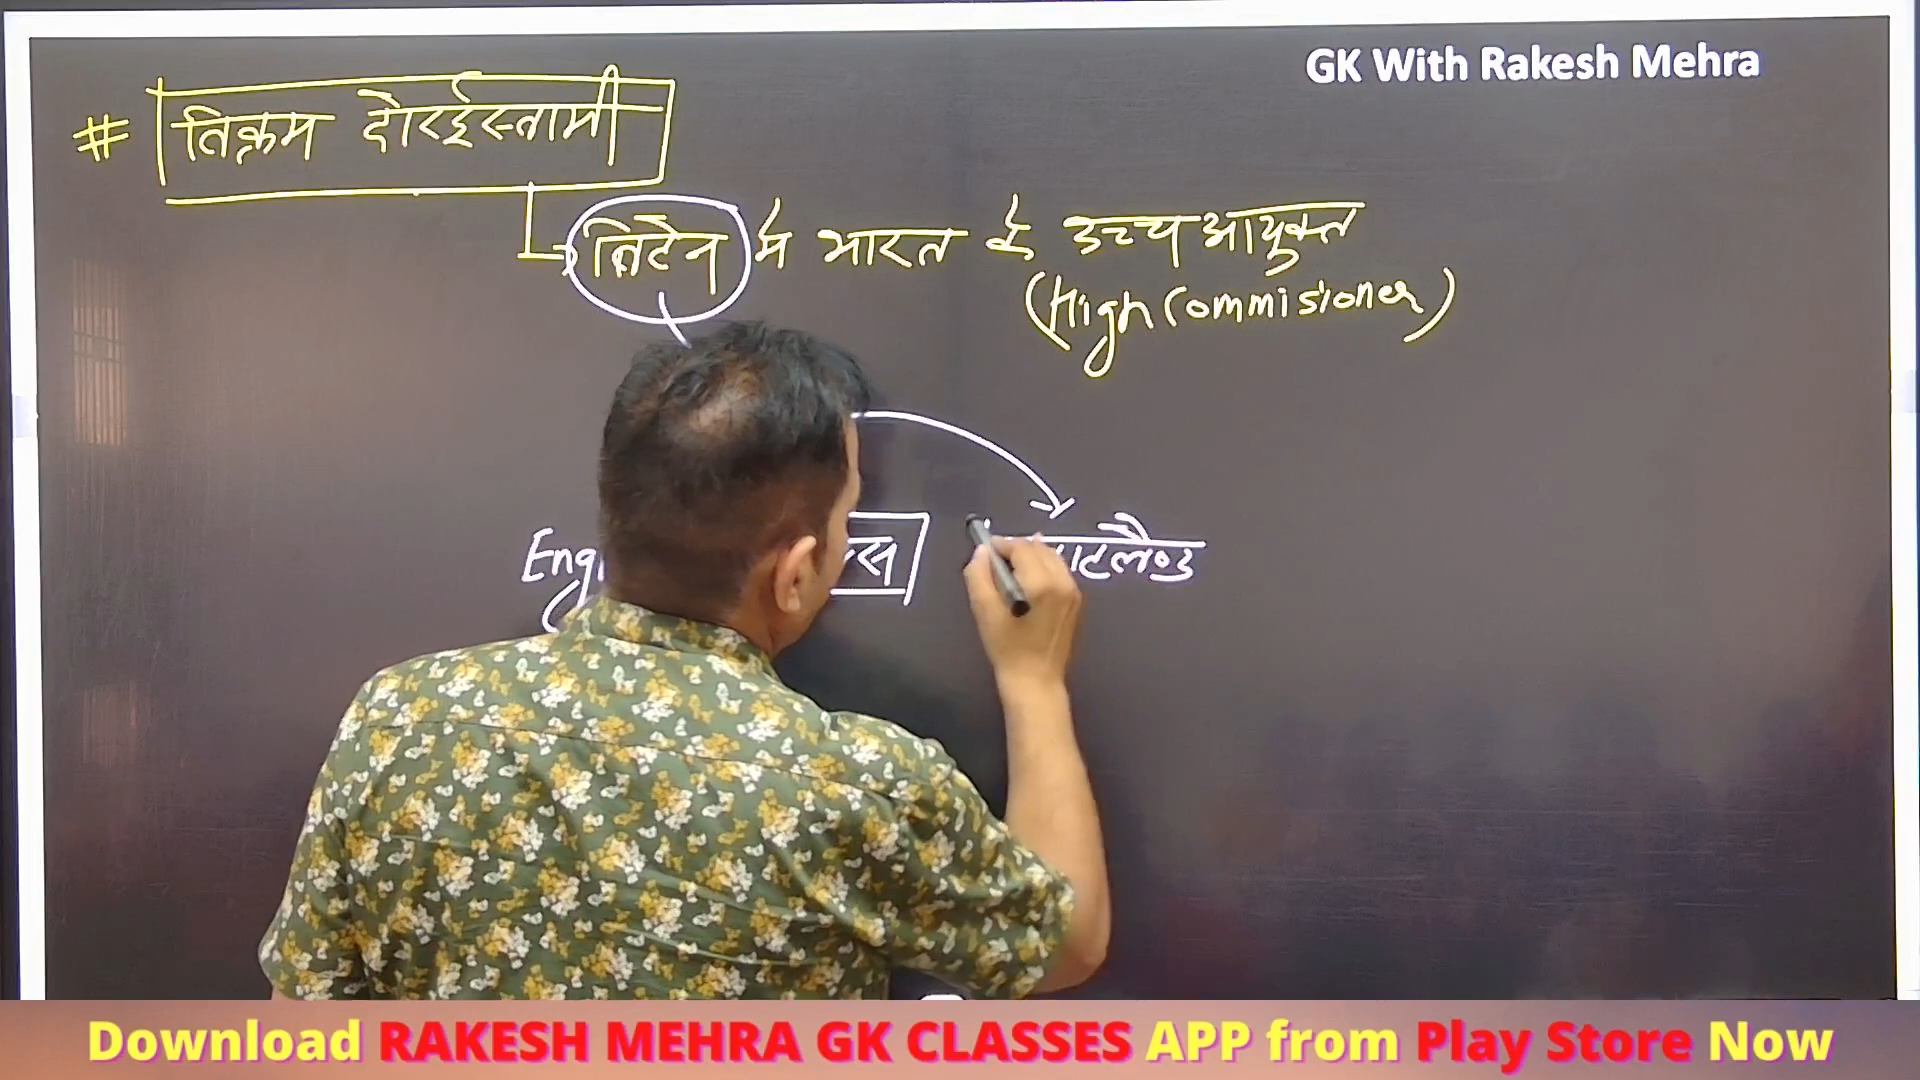 GK With Rakesh Mehra
# विक्रम दोरईस्वामी
ब्रिटेन में भारत के उच्च आयुक्त
(High Commisioner)
Download RAKESH MEHRA GK CLASSES APP from Play Store Now